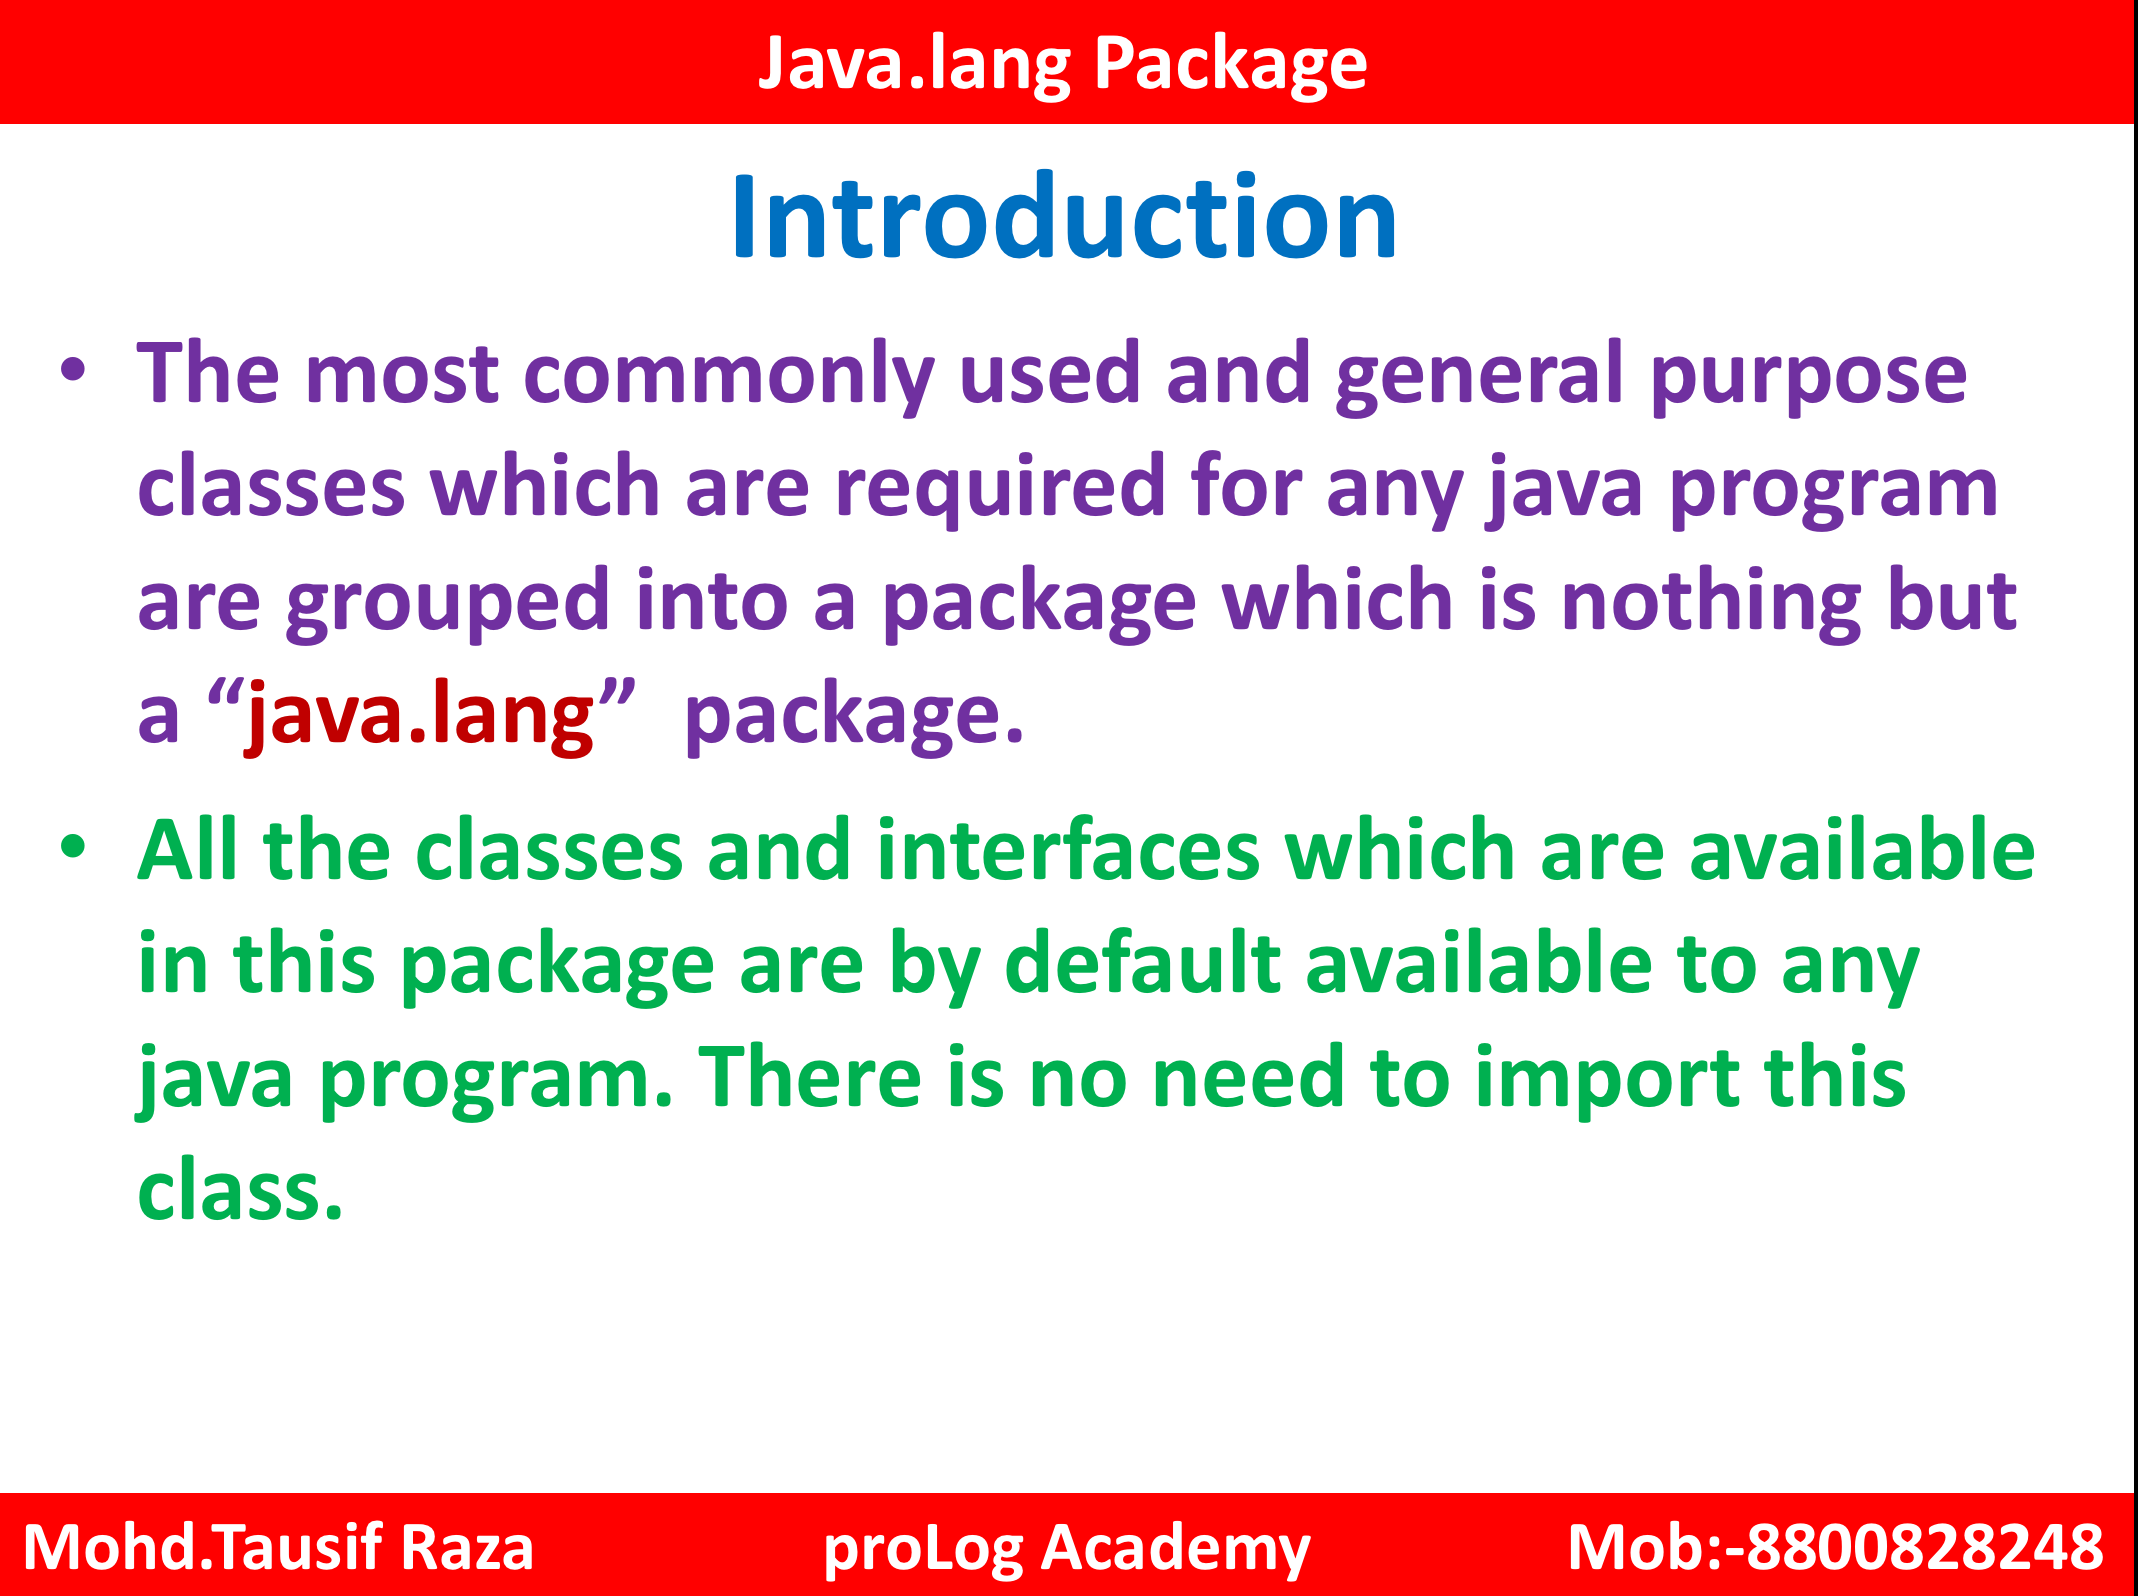 Java.lang Package
Introduction
• The most commonly used and general purpose
classes which are required for any java program
are grouped into a package which is nothing but
a “java.lang”  package.
• All the classes and interfaces which are available
in this package are by default available to any
java program. There is no need to import this
class.
Mohd.Tausif Raza proLog Academy Mob:-8800828248